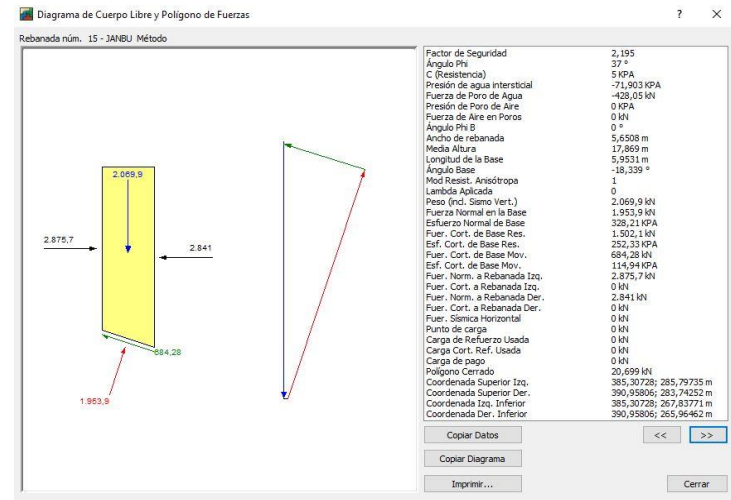 Diagrama de Cuerpo Libre y Polígono de Fuerzas
? ×
Rebanada núm. 15 - JANBU Método
2.069,9
2.875,7
2.841
684,28
1.953,9
Factor de Seguridad 2,195
Ángulo Phi 37 °
C (Resistencia) 5 KPA
Presión de agua intersticial -71,903 KPA
Fuerza de Poro de Agua -428,05 kN
Presión de Poro de Aire 0 KPA
Fuerza de Aire en Poros 0 kN
Ángulo Phi B 0 °
Ancho de rebanada 5,6508 m
Media Altura 17,869 m
Longitud de la Base 5,9531 m
Ángulo Base -18,339 °
Mod Resist. Anisótropa 1
Lambda Aplicada 0
Peso (incl. Sismo Vert.) 2.069,9 kN
Fuerza Normal en la Base 1.953,9 kN
Esfuerzo Normal de Base 328,21 KPA
Fuer. Cort. de Base Res. 1.502,1 kN
Esf. Cort. de Base Res. 252,33 KPA
Fuer. Cort. de Base Mov. 684,28 kN
Esf. Cort. de Base Mov. 114,94 KPA
Fuer. Norm. a Rebanada Izq. 2.875,7 kN
Fuer. Cort. a Rebanada Izq. 0 kN
Fuer. Norm. a Rebanada Der. 2.841 kN
Fuer. Cort. a Rebanada Der. 0 kN
Fuer. Sísmica Horizontal 0 kN
Punto de carga 0 kN
Carga de Refuerzo Usada 0 kN
Carga Cort. Ref. Usada 0 kN
Carga de pago 0 kN
Polígono Cerrado 20,699 kN
Coordenada Superior Izq. 385,30728; 285,79735 m
Coordenada Superior Der. 390,95806; 283,74252 m
Coordenada Izq. Inferior 385,30728; 267,83771 m
Coordenada Der. Inferior 390,95806; 265,96462 m
Copiar Datos
<< >>
Copiar Diagrama
Imprimir...
Cerrar